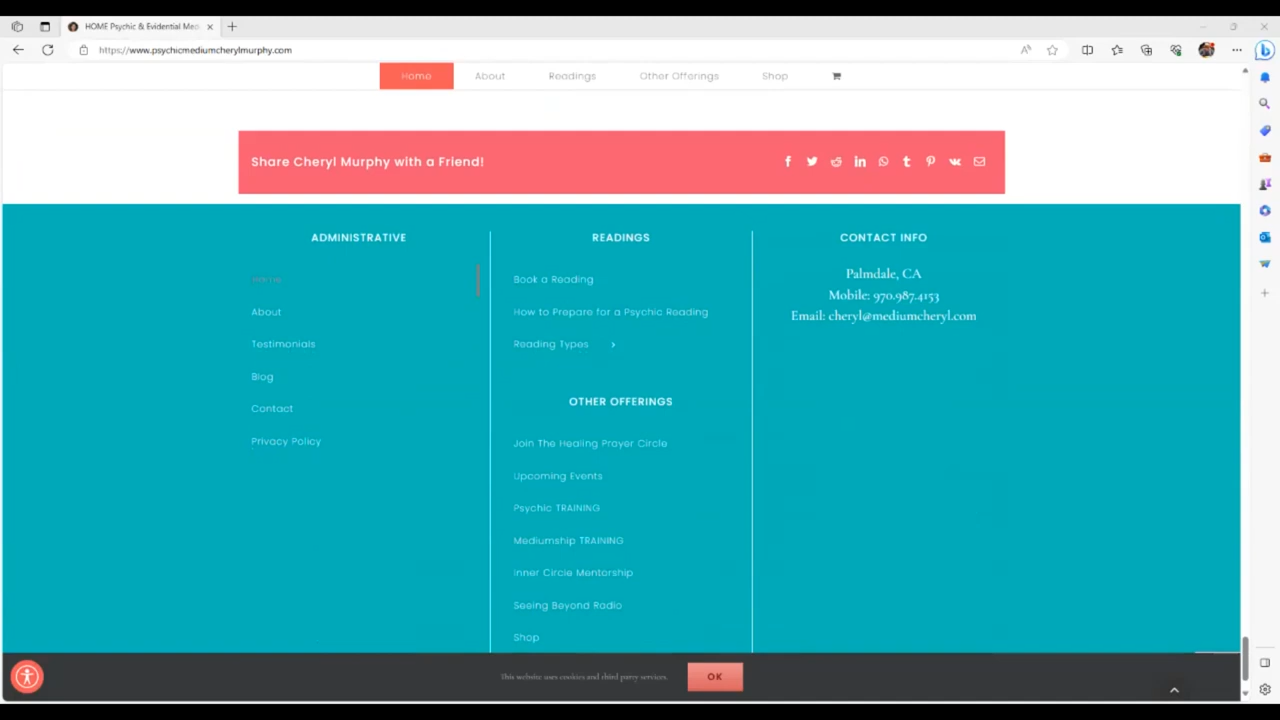 HOME Psychic & Evidential Med
https://www.psychicmediumcherylmurphy.com
Home About Readings Other Offerings Shop
Share Cheryl Murphy with a Friend!
ADMINISTRATIVE
About
Testimonials
Blog
Contact
Privacy Policy
READINGS
Book a Reading
How to Prepare for a Psychic Reading
Reading Types
OTHER OFFERINGS
Join The Healing Prayer Circle
Upcoming Events
Psychic TRAINING
Mediumship TRAINING
Inner Circle Mentorship
Seeing Beyond Radio
Shop
CONTACT INFO
Palmdale, CA
Mobile: 970.987.4153
Email: cheryl@mediumcheryl.com
This website uses cookies and third party services.
OK